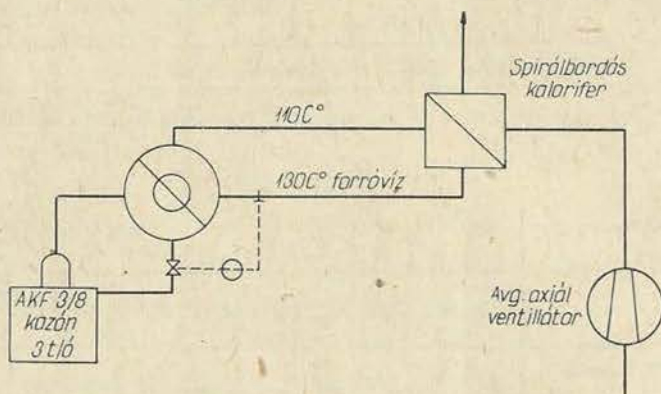 Spirálbordás
kalorifer
110C°
130C° forróvíz
AKF 3/8
kazán
3 t/ó
Avg. axiál
ventillátor